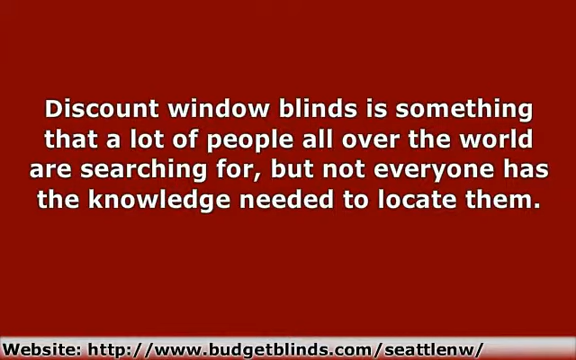 Discount window blinds is something
that a lot of people all over the world
are searching for, but not everyone has
the knowledge needed to locate them.
Website: http://www.budgetblinds.com/seattlenw/